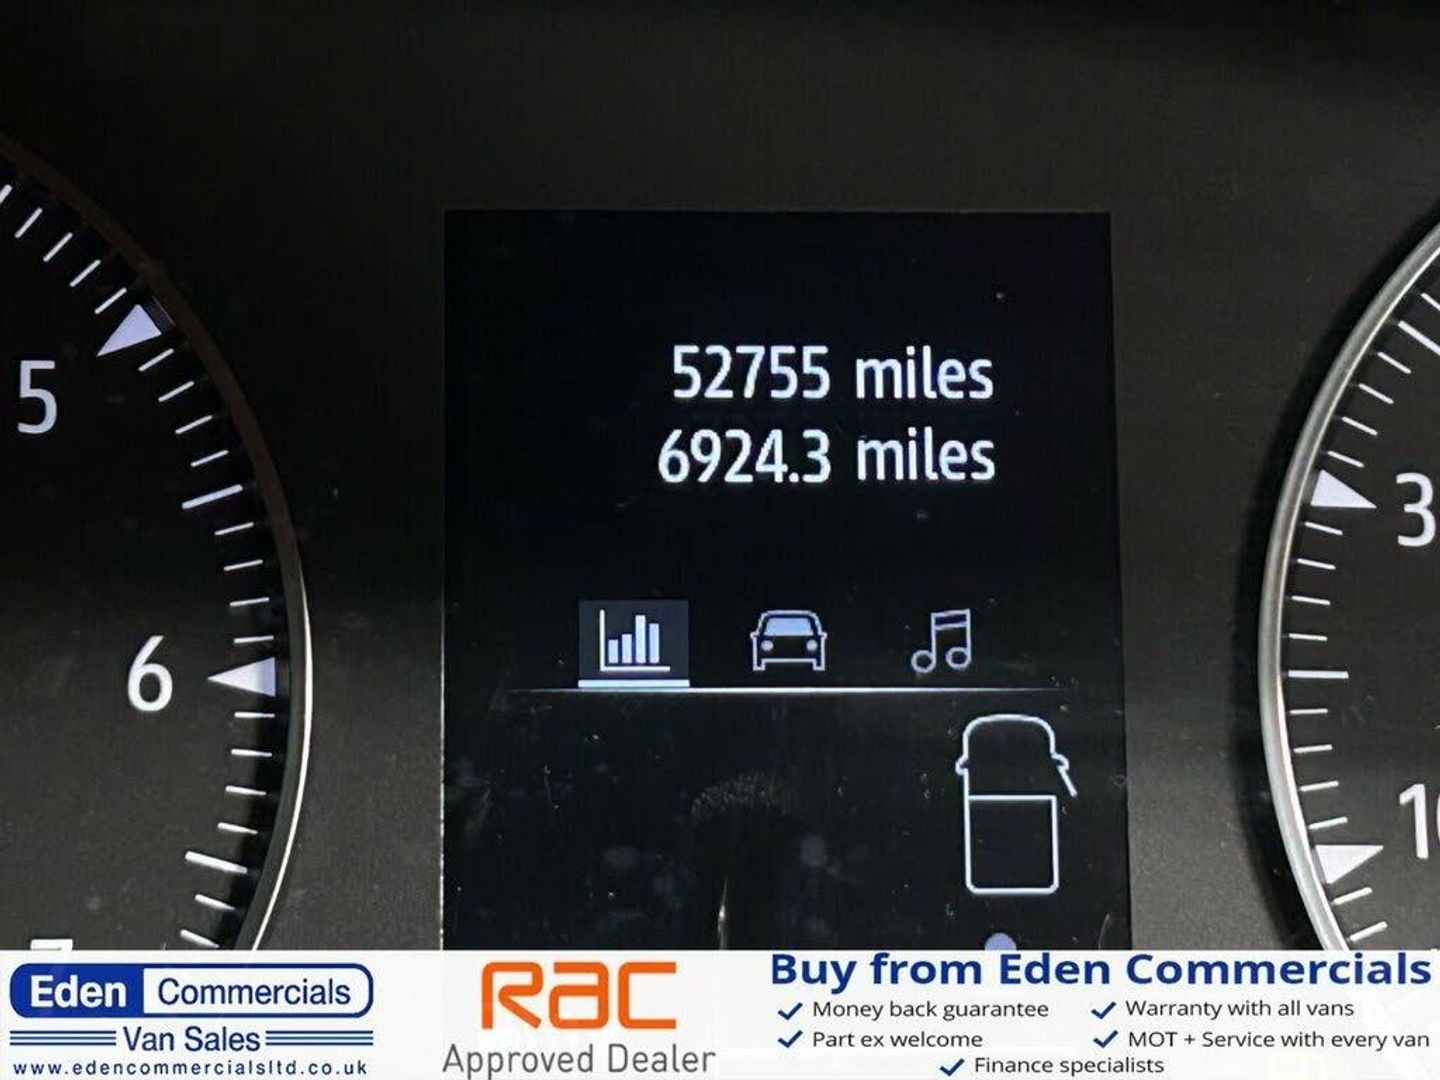 52755 miles
6924.3 miles
5
6
3
Eden Commercials
Van Sales
www.edencommercialsltd.co.uk
RAC
Approved Dealer
Buy from Eden Commercials
Money back guarantee
Warranty with all vans
Part ex welcome
MOT + Service with every van
Finance specialists